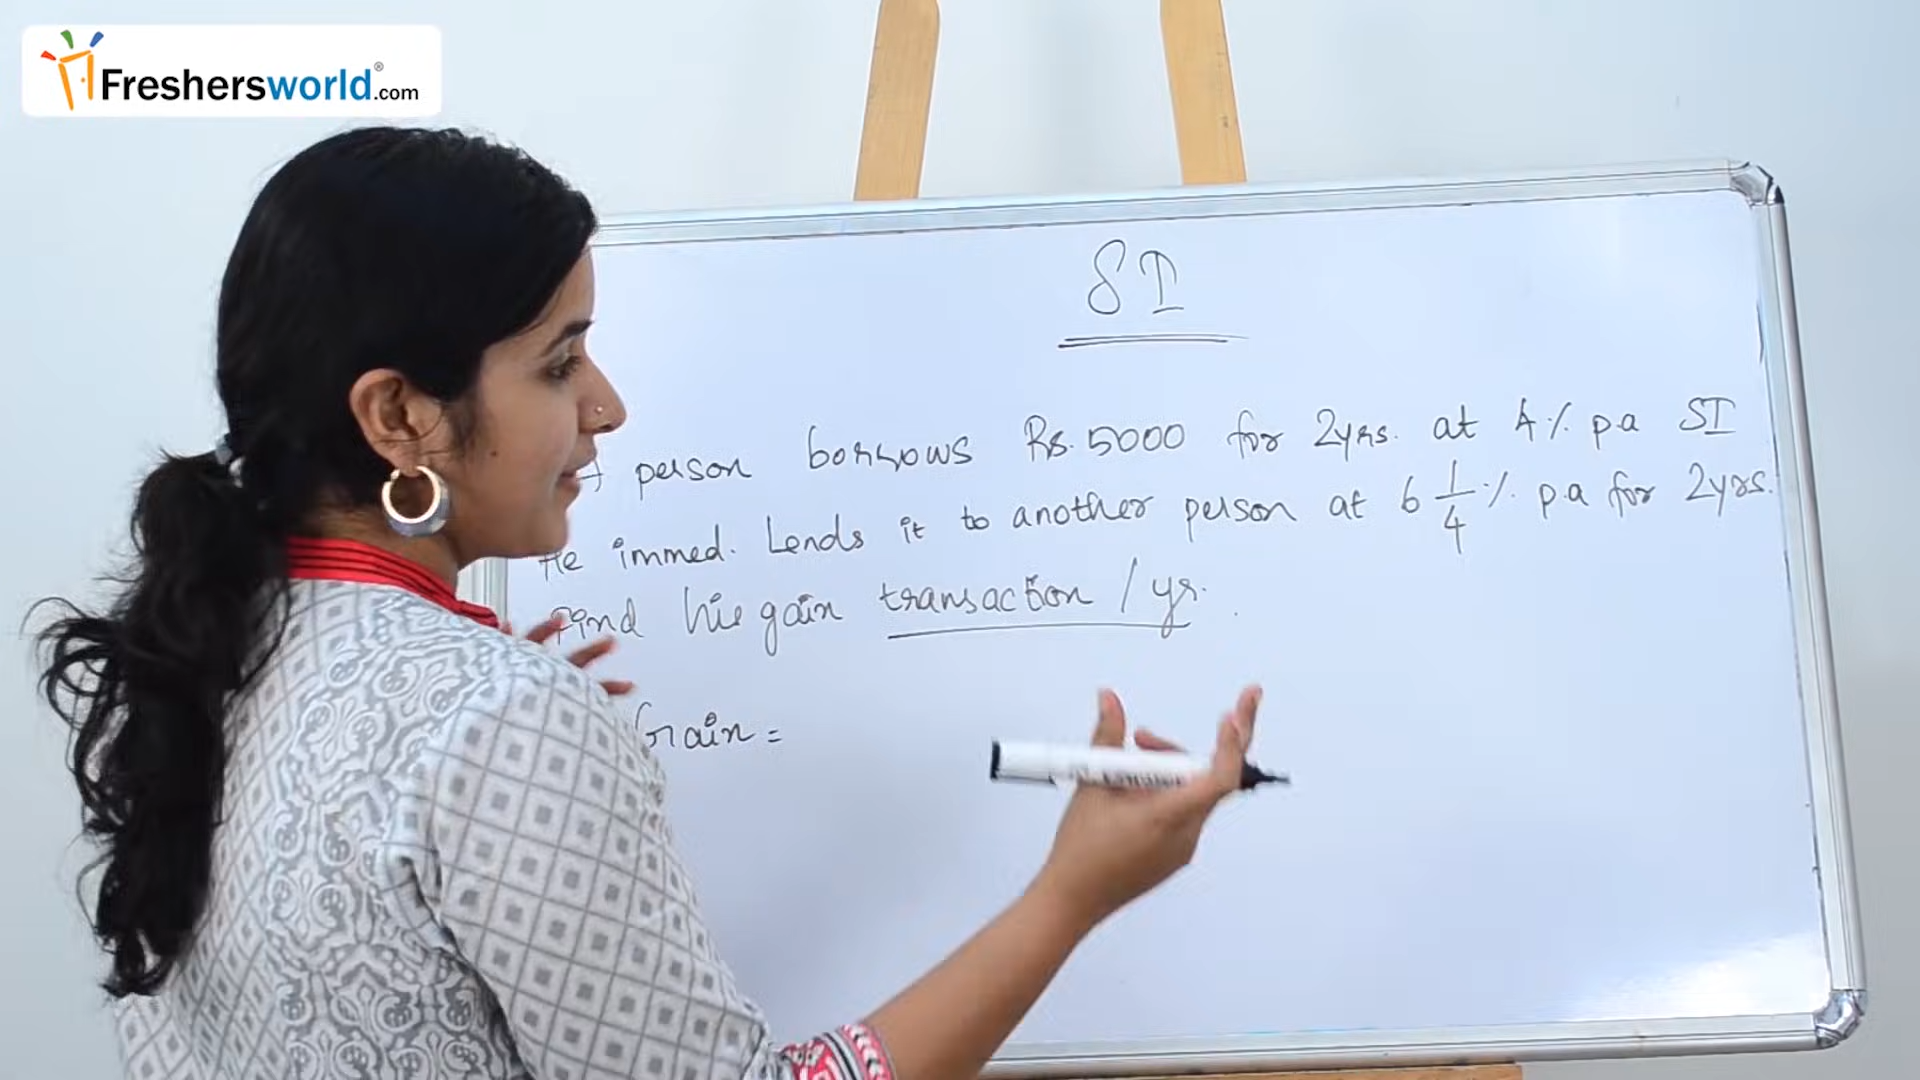 Freshersworld.com
SI
A person borrows Rs. 5000 for 2yrs. at 4% p.a SI
He immed. Lends it to another person at 6 1/4 % p.a for 2yrs.
Find his gain transaction / yr.
Gain =